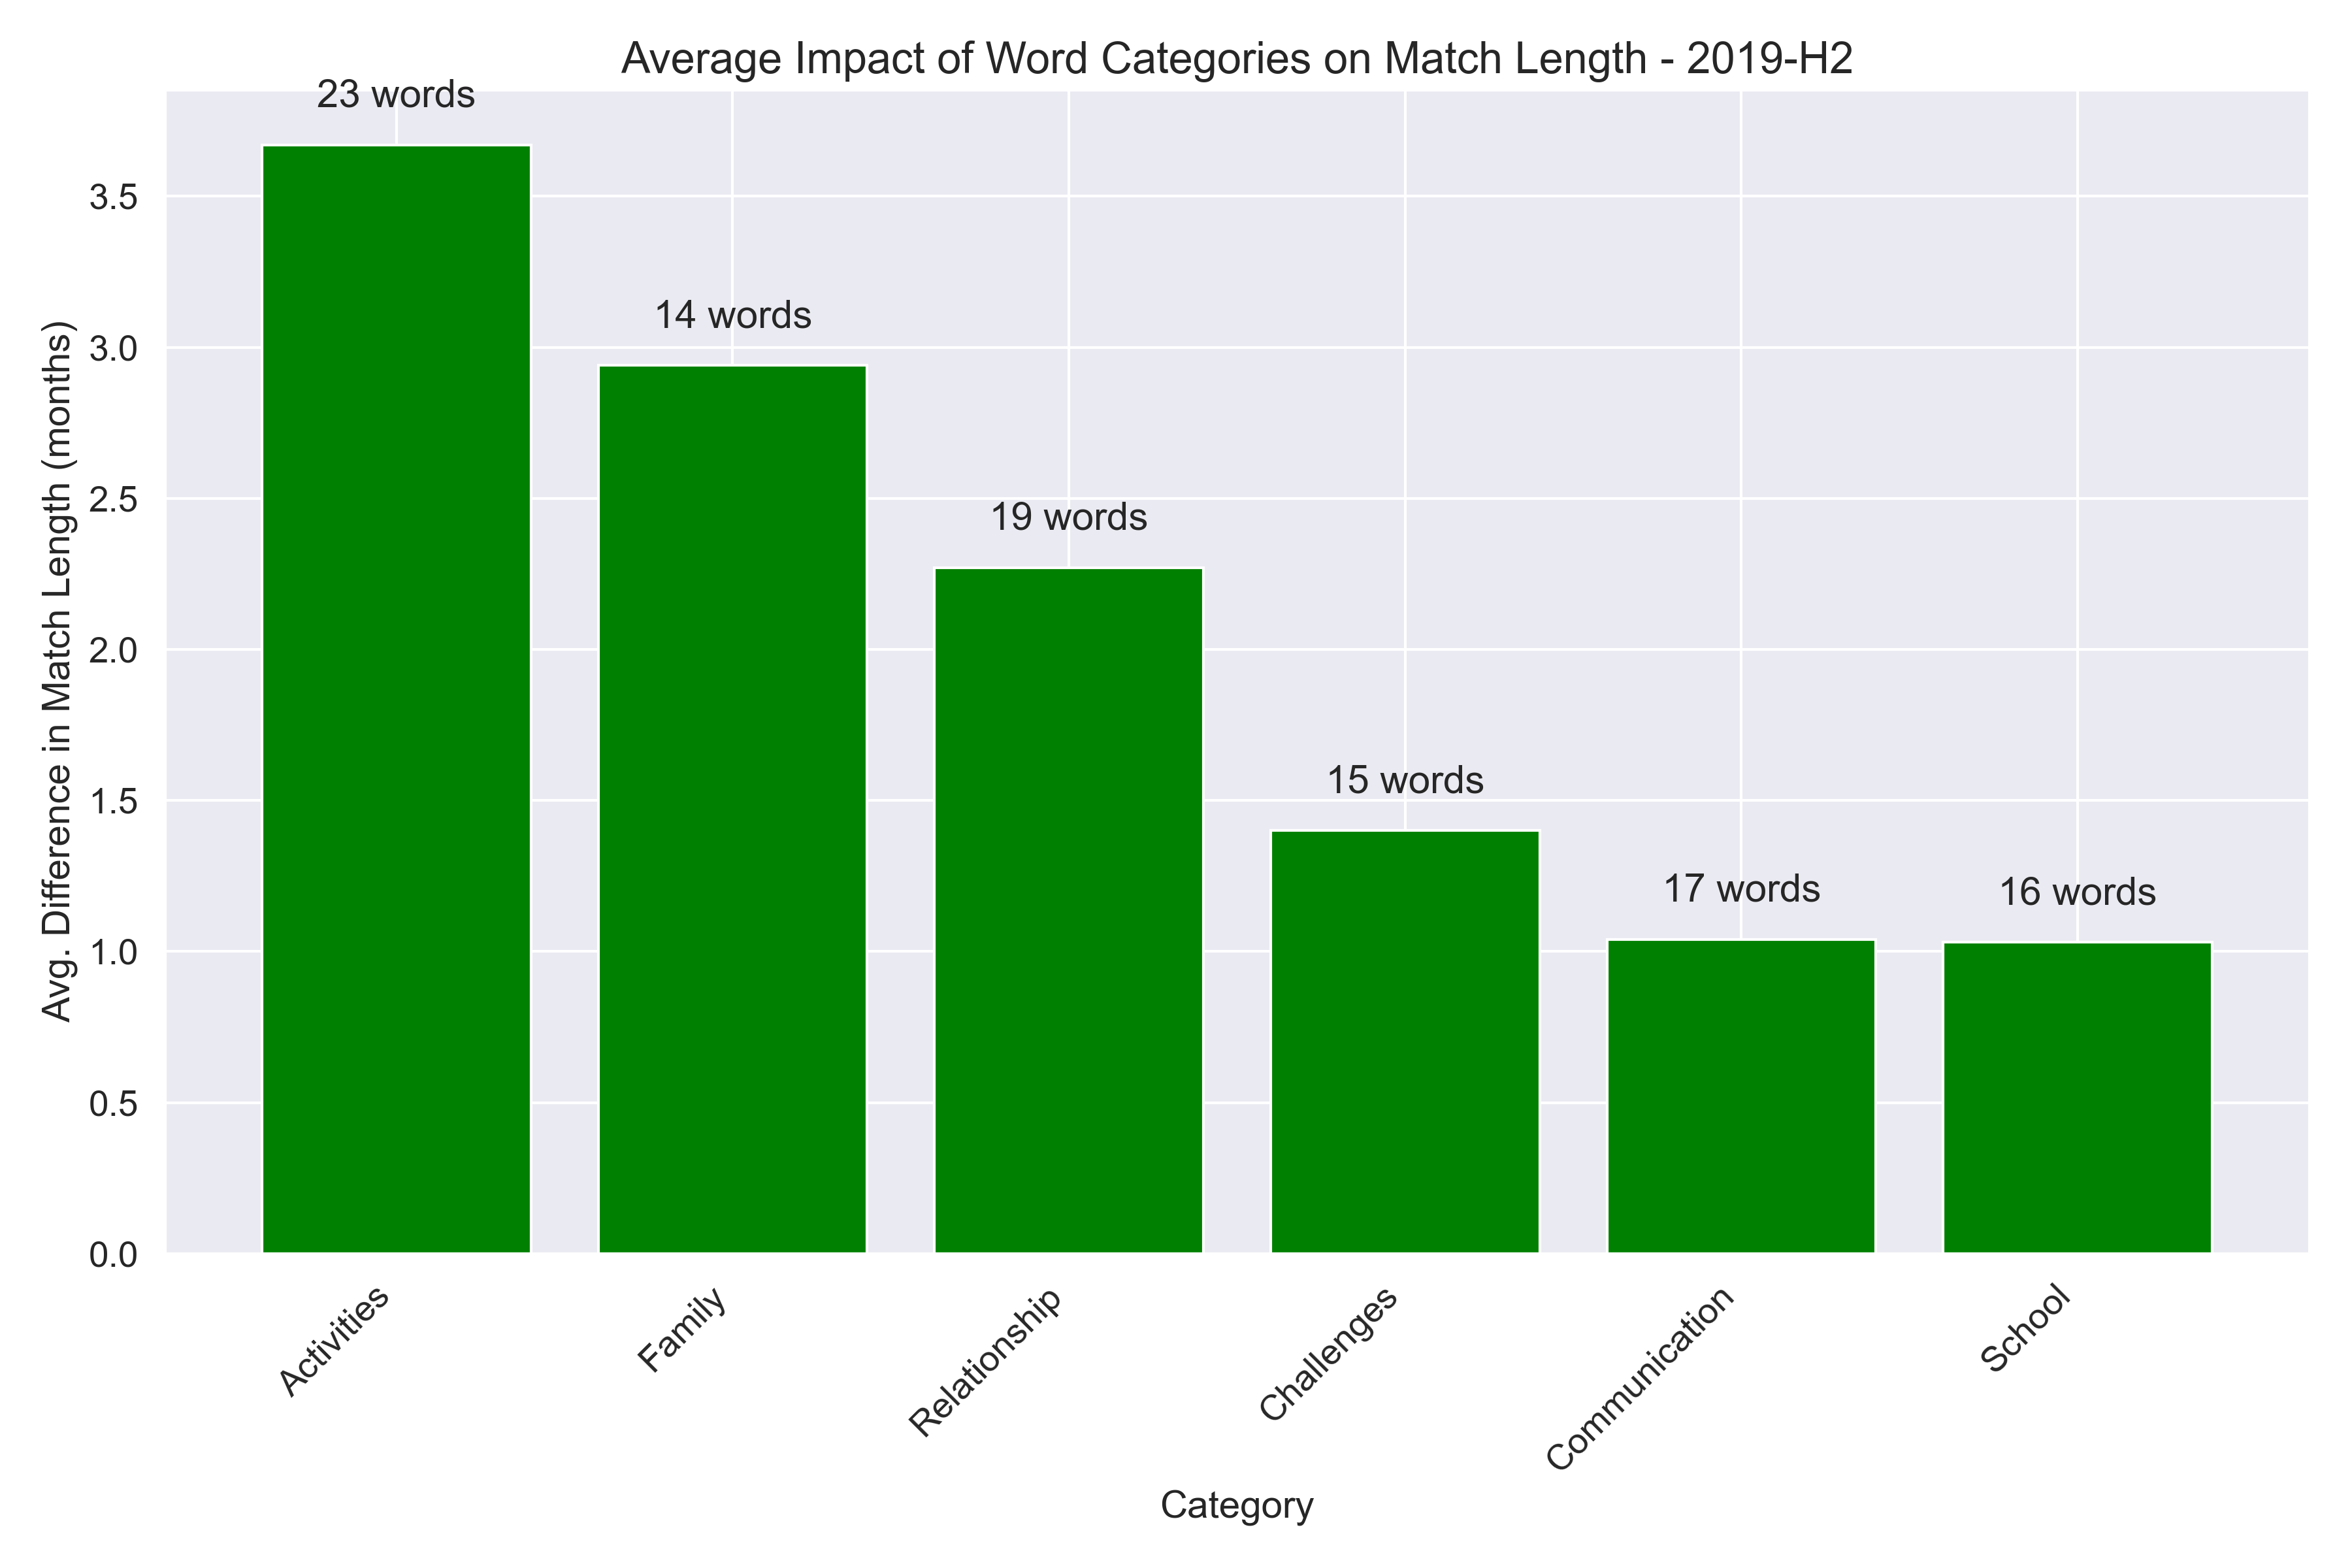 Average Impact of Word Categories on Match Length - 2019-H2
23 words
14 words
19 words
15 words
17 words
16 words
Avg. Difference in Match Length (months)
3.5
3.0
2.5
2.0
1.5
1.0
0.5
0.0
Activities
Family
Relationship
Challenges
Communication
School
Category